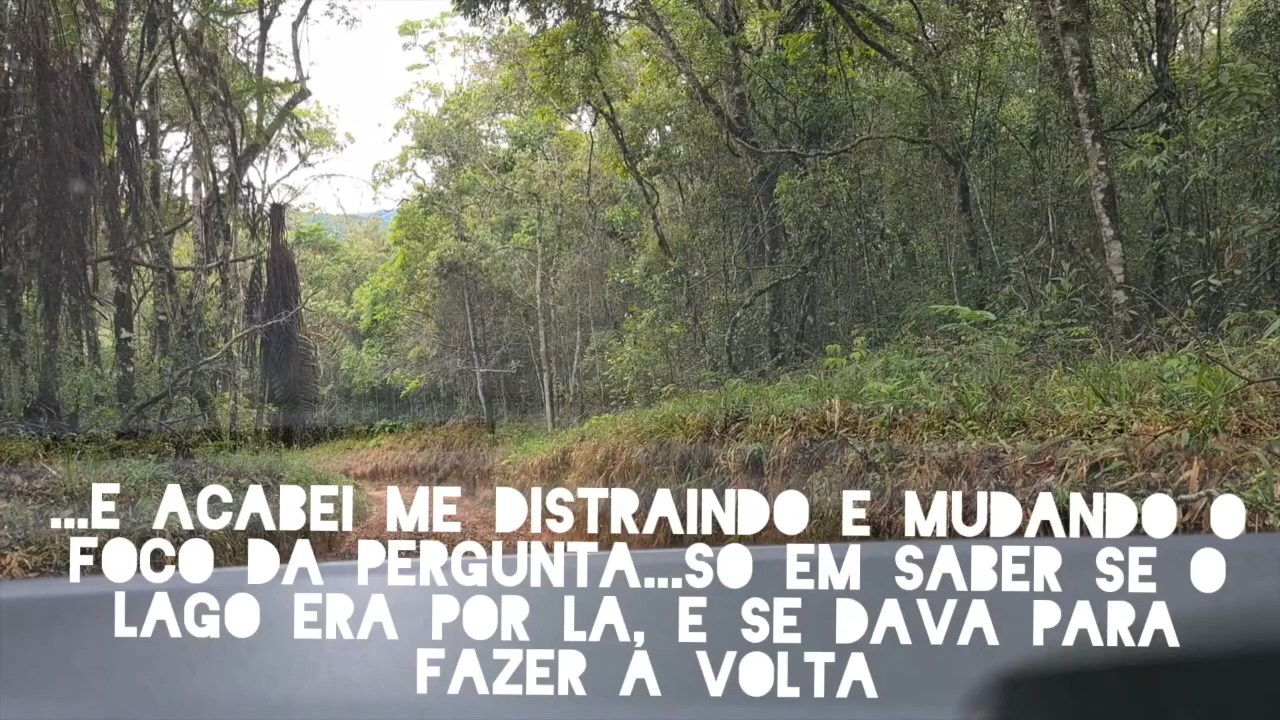 ...E ACABEI ME DISTRAINDO E MUDANDO O
FOCO DA PERGUNTA...SO EM SABER SE O
LAGO ERA POR LA, E SE DAVA PARA
FAZER A VOLTA